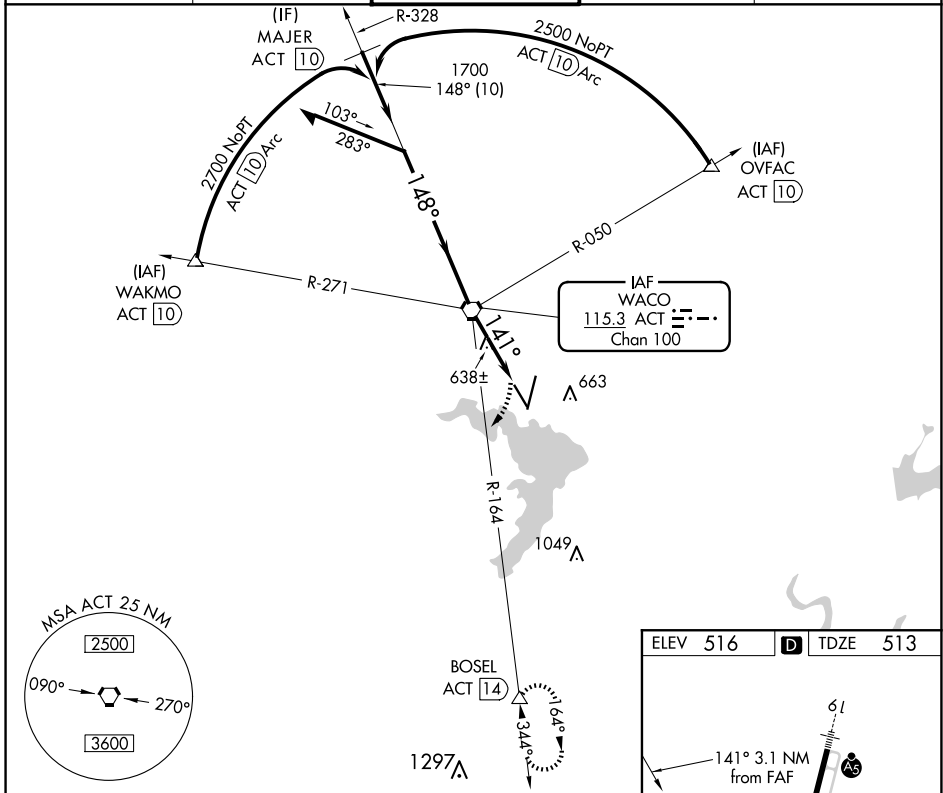 (IF)
MAJER
ACT 10
R-328
1700
148° (10)
2500 NoPT
ACT 10 Arc
103°
283°
2700 NoPT
ACT 10 Arc
148°
(IAF)
OVFAC
ACT 10
R-050
(IAF)
WAKMO
ACT 10
R-271
IAF
WACO
115.3 ACT
Chan 100
141°
638±
663
R-164
1049
MSA ACT 25 NM
2500
090°
270°
3600
BOSEL
ACT 14
344°
164°
1297
ELEV 516
D
TDZE 513
19
141° 3.1 NM
from FAF
A5